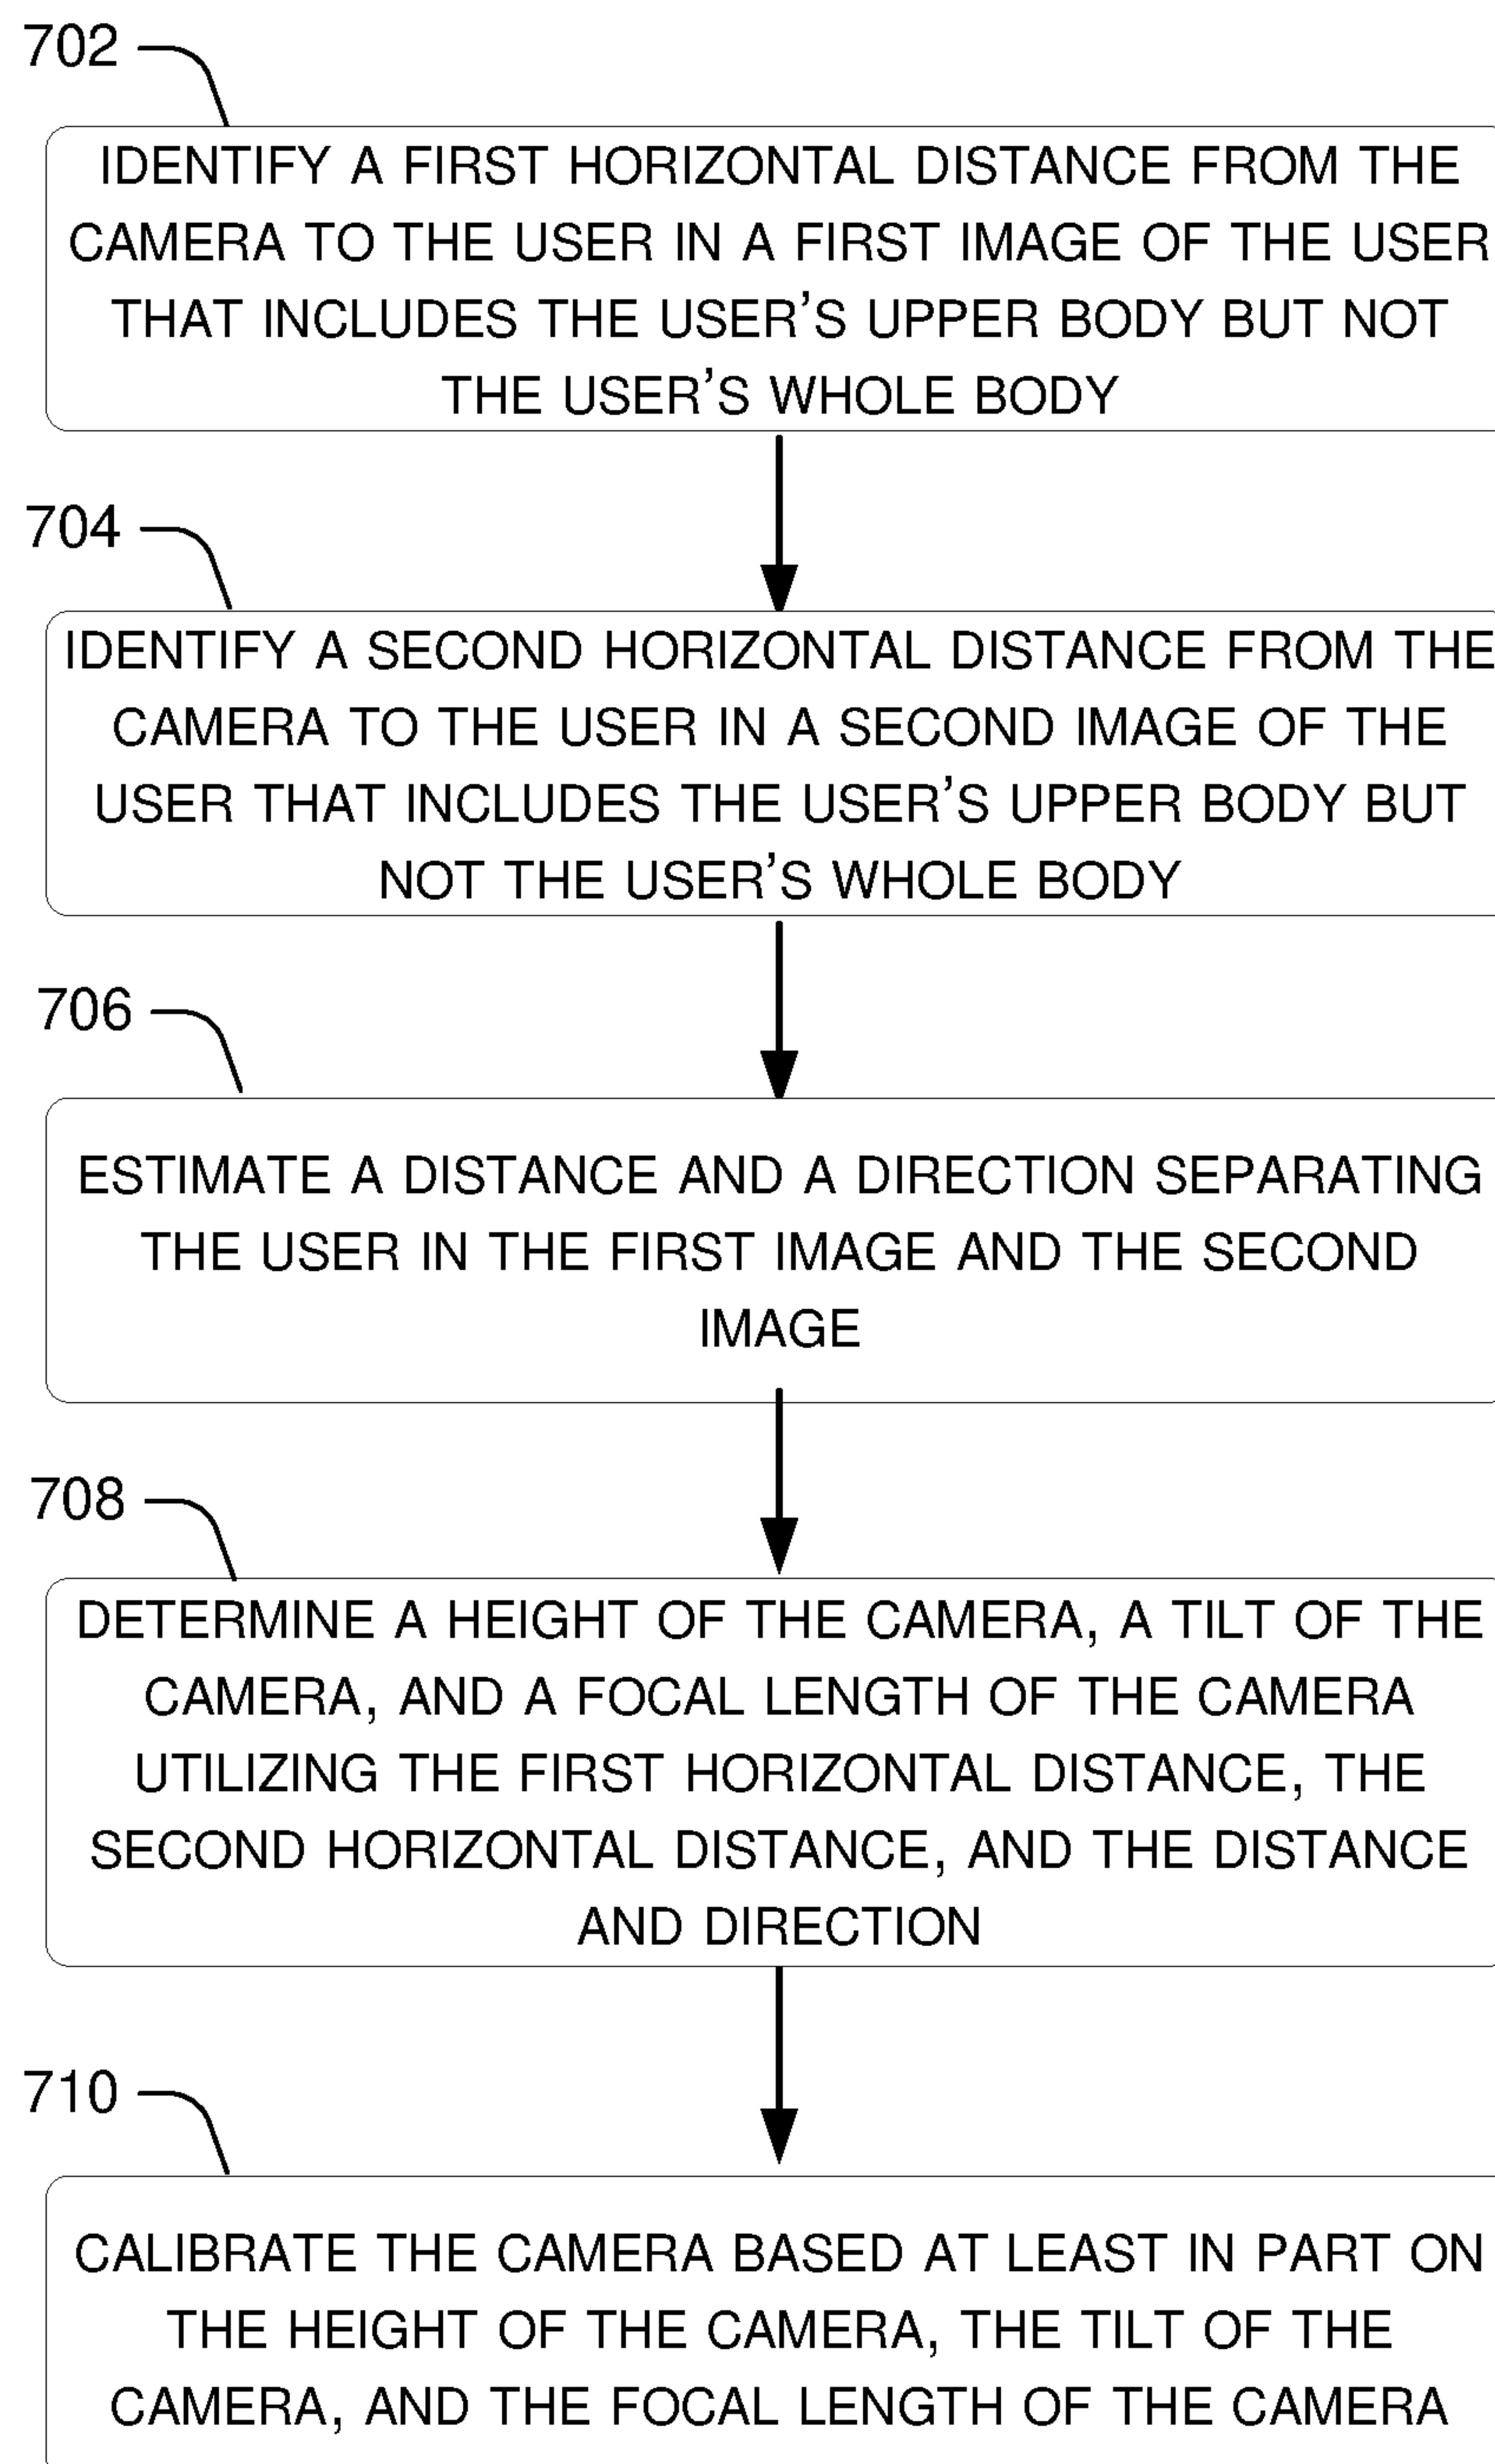 702
IDENTIFY A FIRST HORIZONTAL DISTANCE FROM THE
CAMERA TO THE USER IN A FIRST IMAGE OF THE USER
THAT INCLUDES THE USER’S UPPER BODY BUT NOT
THE USER’S WHOLE BODY
704
IDENTIFY A SECOND HORIZONTAL DISTANCE FROM THE
CAMERA TO THE USER IN A SECOND IMAGE OF THE
USER THAT INCLUDES THE USER’S UPPER BODY BUT
NOT THE USER’S WHOLE BODY
706
ESTIMATE A DISTANCE AND A DIRECTION SEPARATING
THE USER IN THE FIRST IMAGE AND THE SECOND
IMAGE
708
DETERMINE A HEIGHT OF THE CAMERA, A TILT OF THE
CAMERA, AND A FOCAL LENGTH OF THE CAMERA
UTILIZING THE FIRST HORIZONTAL DISTANCE, THE
SECOND HORIZONTAL DISTANCE, AND THE DISTANCE
AND DIRECTION
710
CALIBRATE THE CAMERA BASED AT LEAST IN PART ON
THE HEIGHT OF THE CAMERA, THE TILT OF THE
CAMERA, AND THE FOCAL LENGTH OF THE CAMERA